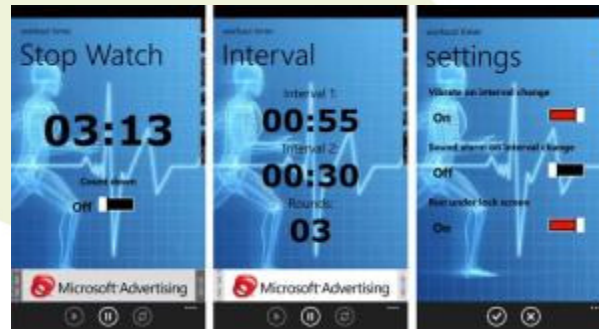 workout timer
Stop Watch
03:13
Count down
Off
Microsoft Advertising
workout timer
Interval
Interval 1:
00:55
Interval 2:
00:30
Rounds:
03
Microsoft Advertising
workout timer
settings
Vibrate on interval change
On
Sound alarm on interval change
Off
Run under lock screen
On